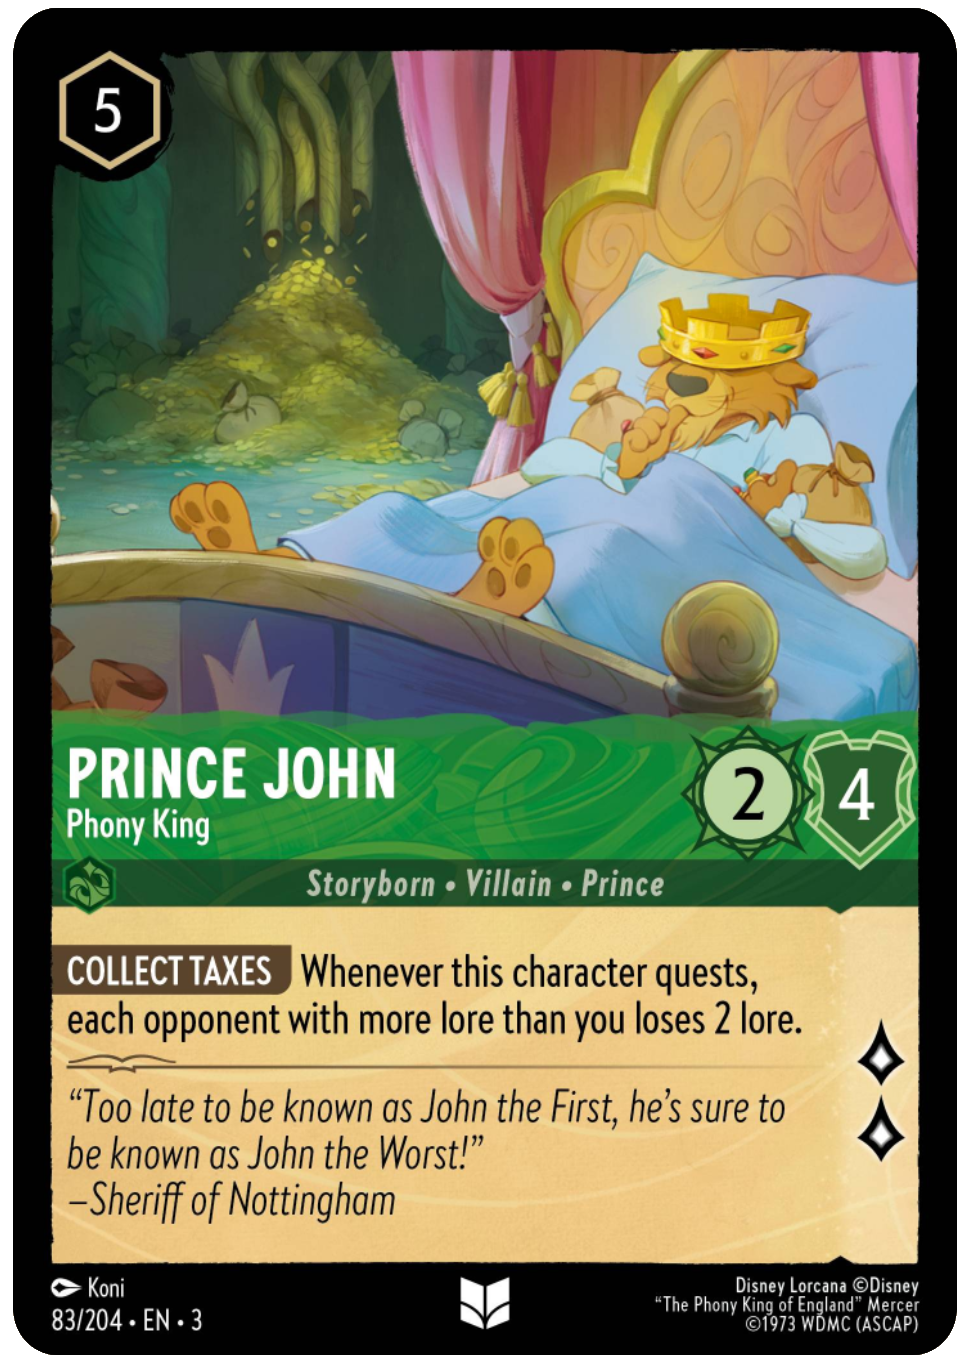 5
PRINCE JOHN
Phony King
2
4
Storyborn • Villain • Prince
COLLECT TAXES Whenever this character quests,
each opponent with more lore than you loses 2 lore.
“Too late to be known as John the First, he’s sure to
be known as John the Worst!”
–Sheriff of Nottingham
Koni
83/204 • EN • 3
Disney Lorcana ©Disney
“The Phony King of England” Mercer
©1973 WDMC (ASCAP)